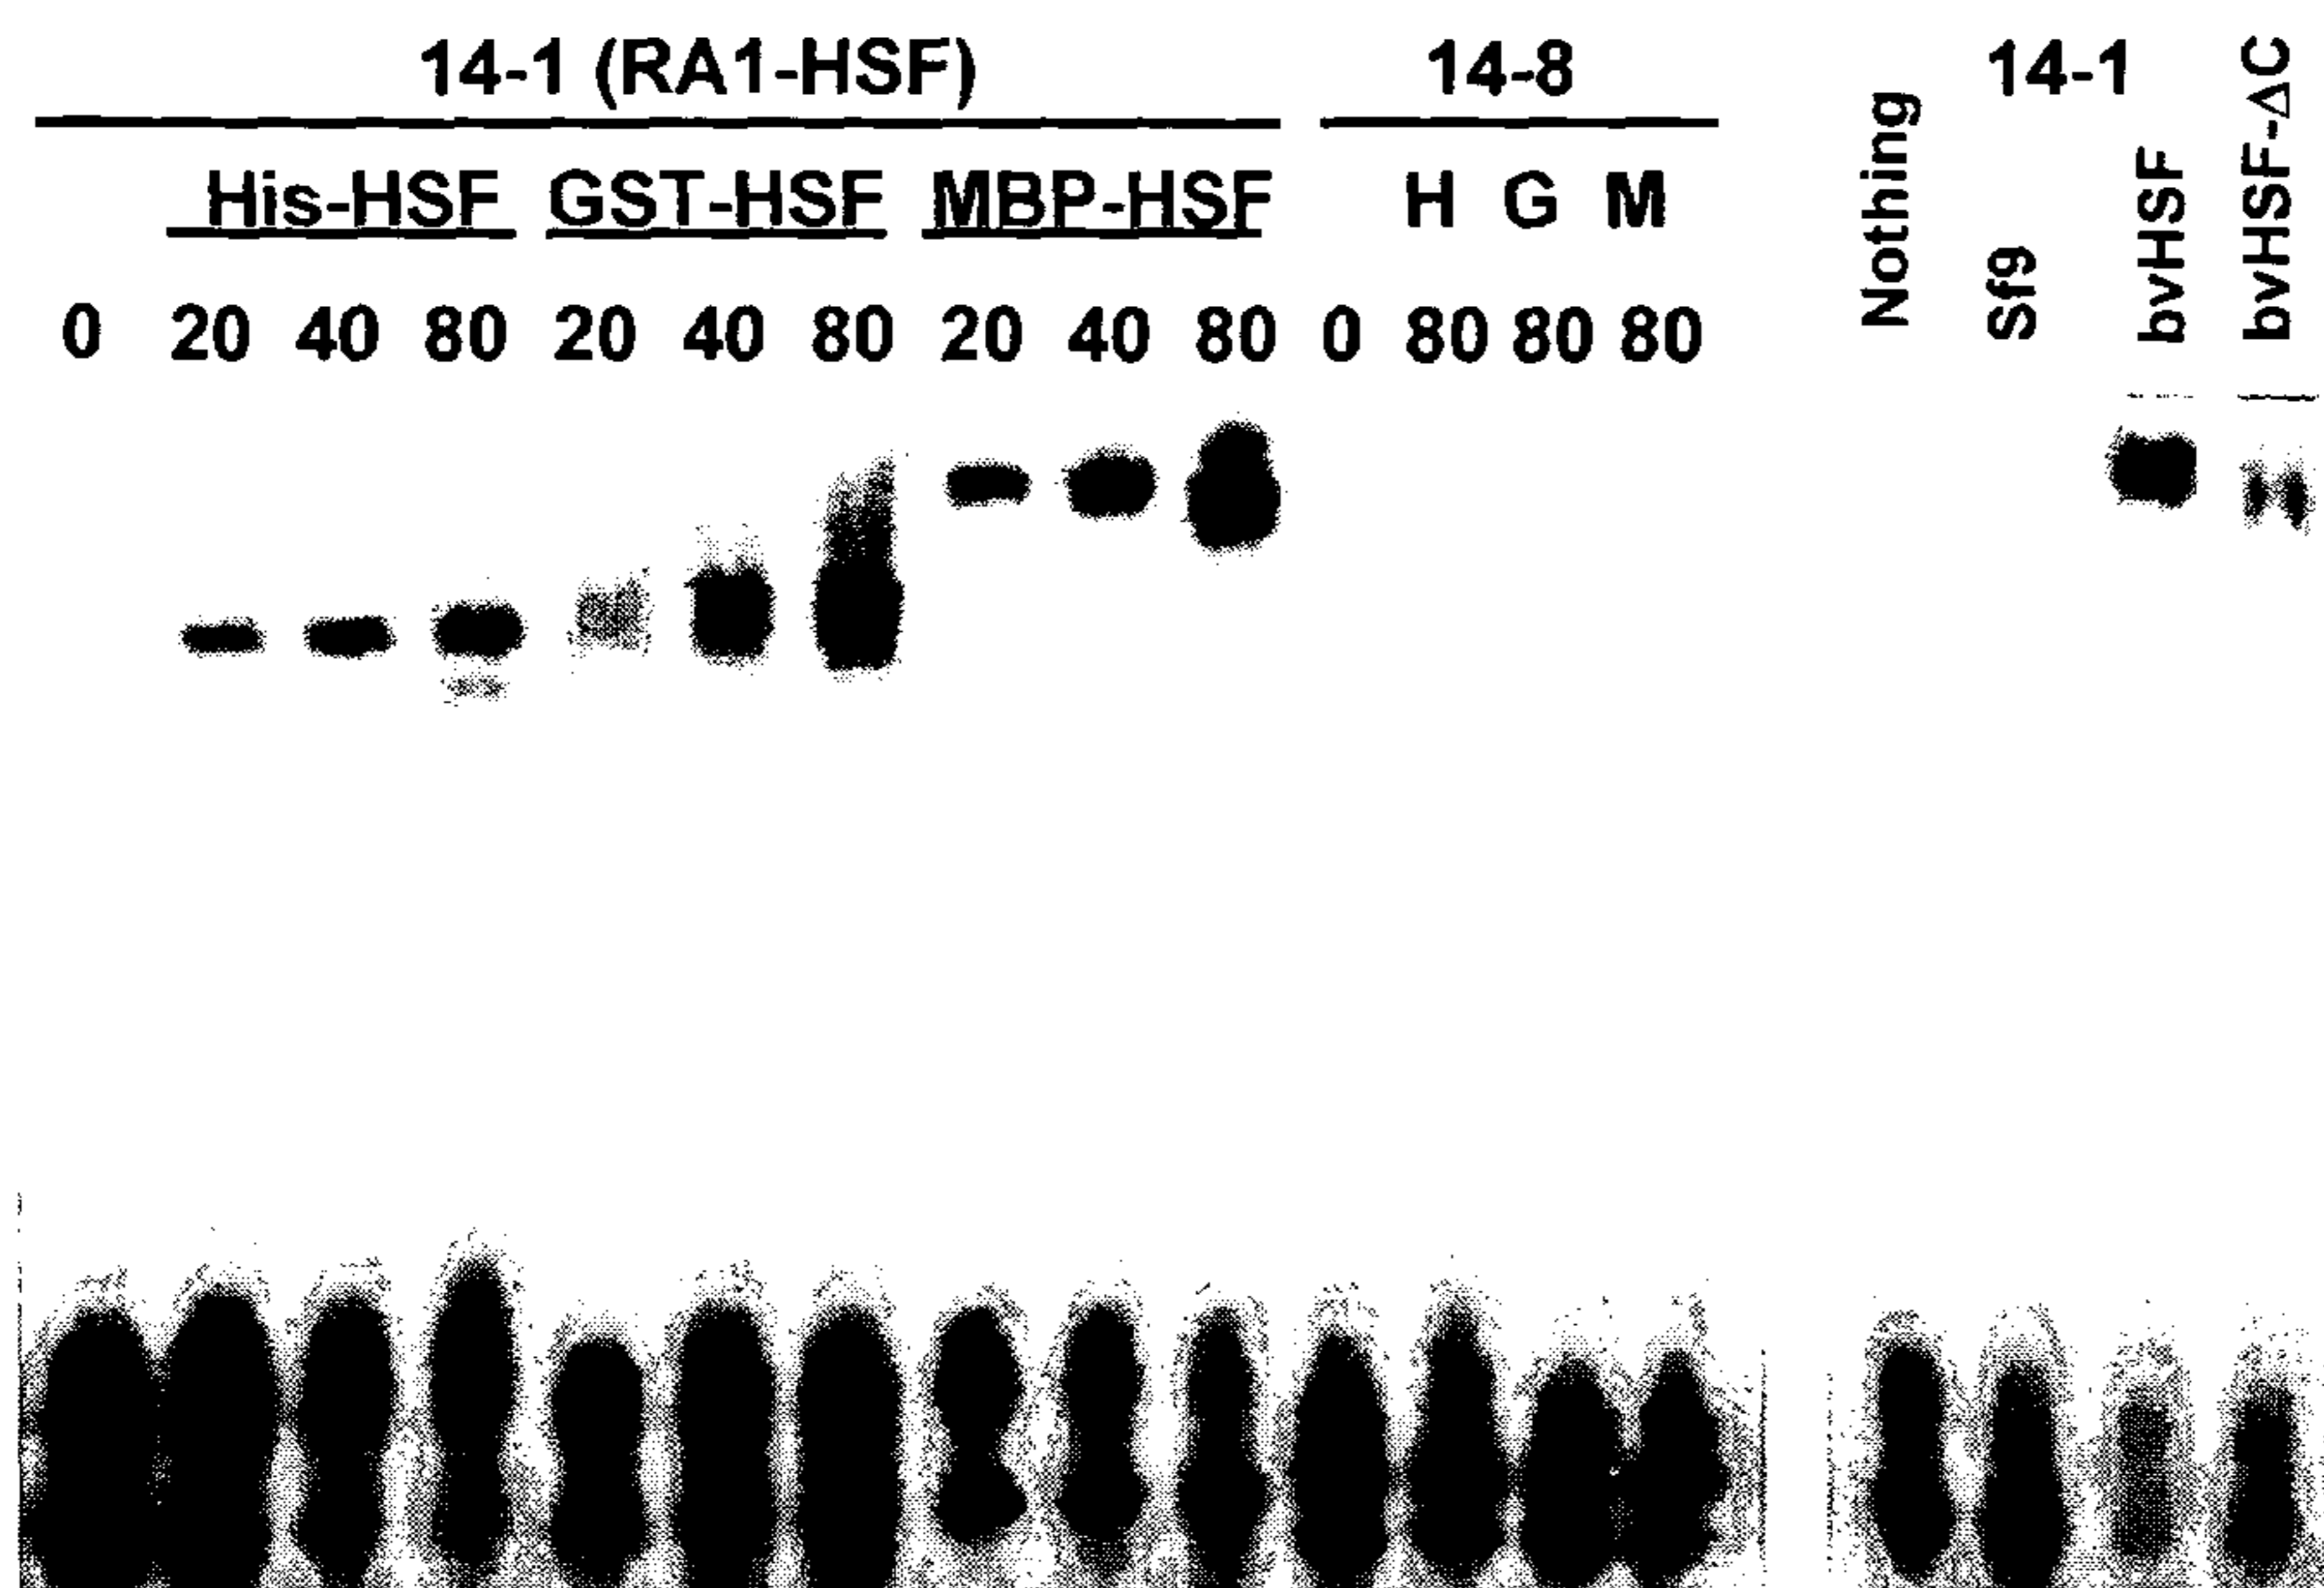 14-1 (RA1-HSF) 14-8 14-1
His-HSF GST-HSF MBP-HSF H G M
Nothing Sf9 bvHSF bvHSF-ΔC
0 20 40 80 20 40 80 20 40 80 0 80 80 80